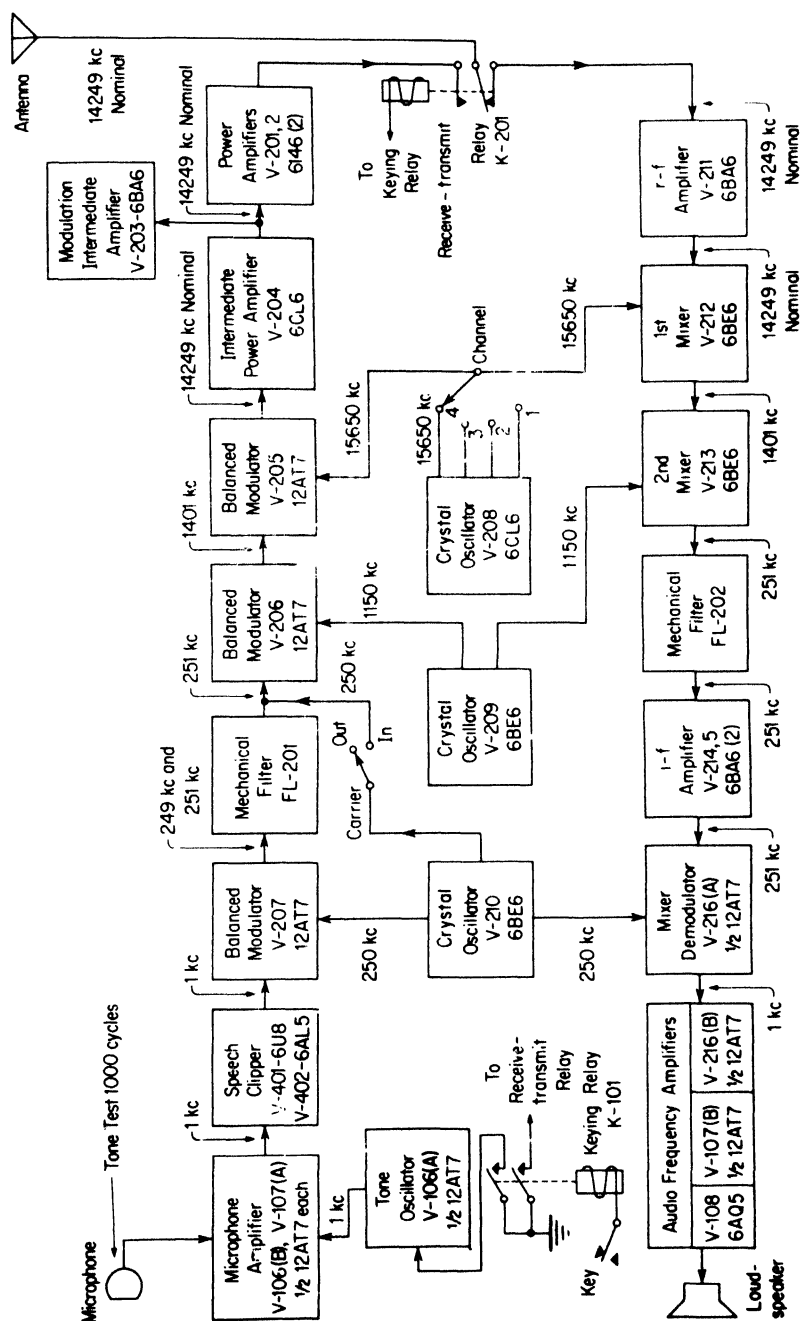 Antenna
14249 kc
Nominal
Modulation
Intermediate
Amplifier
V-203-6BA6
14249 kc Nominal
Power
Amplifiers
V-201,2
6146 (2)
14249 kc Nominal
Intermediate
Power Amplifier
V-204
6CL6
14249 kc Nominal
Balanced
Modulator
V-205
12AT7
1401 kc
Balanced
Modulator
V-206
12AT7
251 kc
Mechanical
Filter
FL-201
249 kc and
251 kc
Balanced
Modulator
V-207
12AT7
1 kc
Speech
Clipper
V-401-6U8
V-402-6AL5
1 kc
Microphone
Amplifier
V-106(B), V-107(A)
1/2 12AT7 each
Tone Test 1000 cycles
Microphone
To
Keying
Relay
Receive-transmit
Relay
K-201
15650 kc
Channel
15650 kc
15650 kc
4
3
2
1
Crystal
Oscillator
V-208
6CL6
1150 kc
1150 kc
Crystal
Oscillator
V-209
6BE6
250 kc
Out
In
Carrier
250 kc
Crystal
Oscillator
V-210
6BE6
250 kc
1 kc
Tone
Oscillator
V-106(A)
1/2 12AT7
To
Receive-
transmit
Relay
Keying Relay
K-101
Key
r-f
Amplifier
V-211
6BA6
14249 kc
Nominal
1st
Mixer
V-212
6BE6
14249 kc
Nominal
2nd
Mixer
V-213
6BE6
1401 kc
Mechanical
Filter
FL-202
251 kc
i-f
Amplifier
V-214,5
6BA6 (2)
251 kc
Mixer
Demodulator
V-216(A)
1/2 12AT7
251 kc
Audio Frequency Amplifiers
V-108
6AQ5
V-107(B)
1/2 12AT7
V-216(B)
1/2 12AT7
1 kc
Loud-
speaker